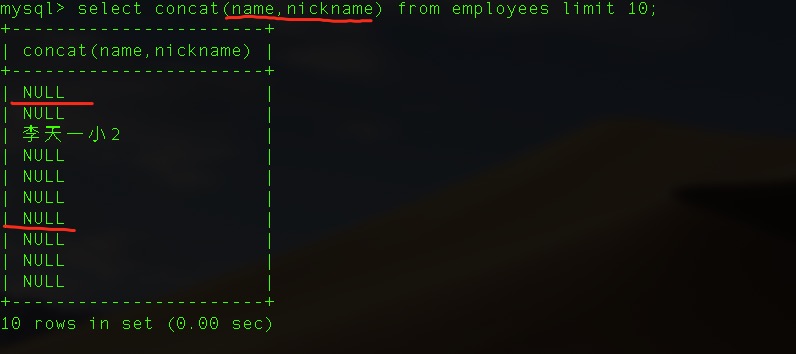 mysql> select concat(name,nickname) from employees limit 10;
+-----------------------+
| concat(name,nickname) |
+-----------------------+
| NULL                  |
| NULL                  |
| 李天一小2             |
| NULL                  |
| NULL                  |
| NULL                  |
| NULL                  |
| NULL                  |
| NULL                  |
| NULL                  |
+-----------------------+
10 rows in set (0.00 sec)